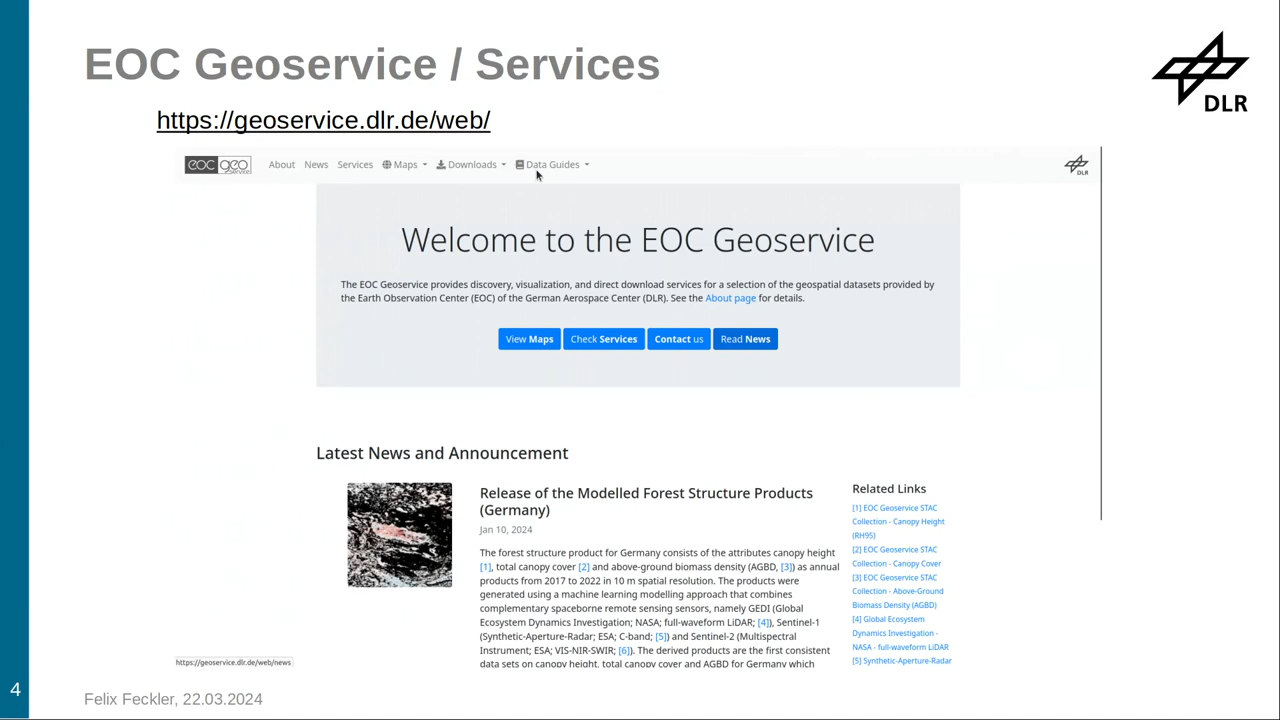 EOC Geoservice / Services
DLR
https://geoservice.dlr.de/web/
eoc geo service
About News Services Maps Downloads Data Guides
DLR
Welcome to the EOC Geoservice
The EOC Geoservice provides discovery, visualization, and direct download services for a selection of the geospatial datasets provided by
the Earth Observation Center (EOC) of the German Aerospace Center (DLR). See the About page for details.
View Maps Check Services Contact us Read News
Latest News and Announcement
Release of the Modelled Forest Structure Products
(Germany)
Jan 10, 2024
The forest structure product for Germany consists of the attributes canopy height
[1], total canopy cover [2] and above-ground biomass density (AGBD, [3]) as annual
products from 2017 to 2022 in 10 m spatial resolution. The products were
generated using a machine learning modelling approach that combines
complementary spaceborne remote sensing sensors, namely GEDI (Global
Ecosystem Dynamics Investigation; NASA; full-waveform LiDAR; [4]), Sentinel-1
(Synthetic-Aperture-Radar; ESA; C-band; [5]) and Sentinel-2 (Multispectral
Instrument; ESA; VIS-NIR-SWIR; [6]). The derived products are the first consistent
data sets on canopy height, total canopy cover and AGBD for Germany which
Related Links
[1] EOC Geoservice STAC
Collection - Canopy Height
(RH95)
[2] EOC Geoservice STAC
Collection - Canopy Cover
[3] EOC Geoservice STAC
Collection - Above-Ground
Biomass Density (AGBD)
[4] Global Ecosystem
Dynamics Investigation -
NASA - full-waveform LiDAR
[5] Synthetic-Aperture-Radar
https://geoservice.dlr.de/web/news
4
Felix Feckler, 22.03.2024